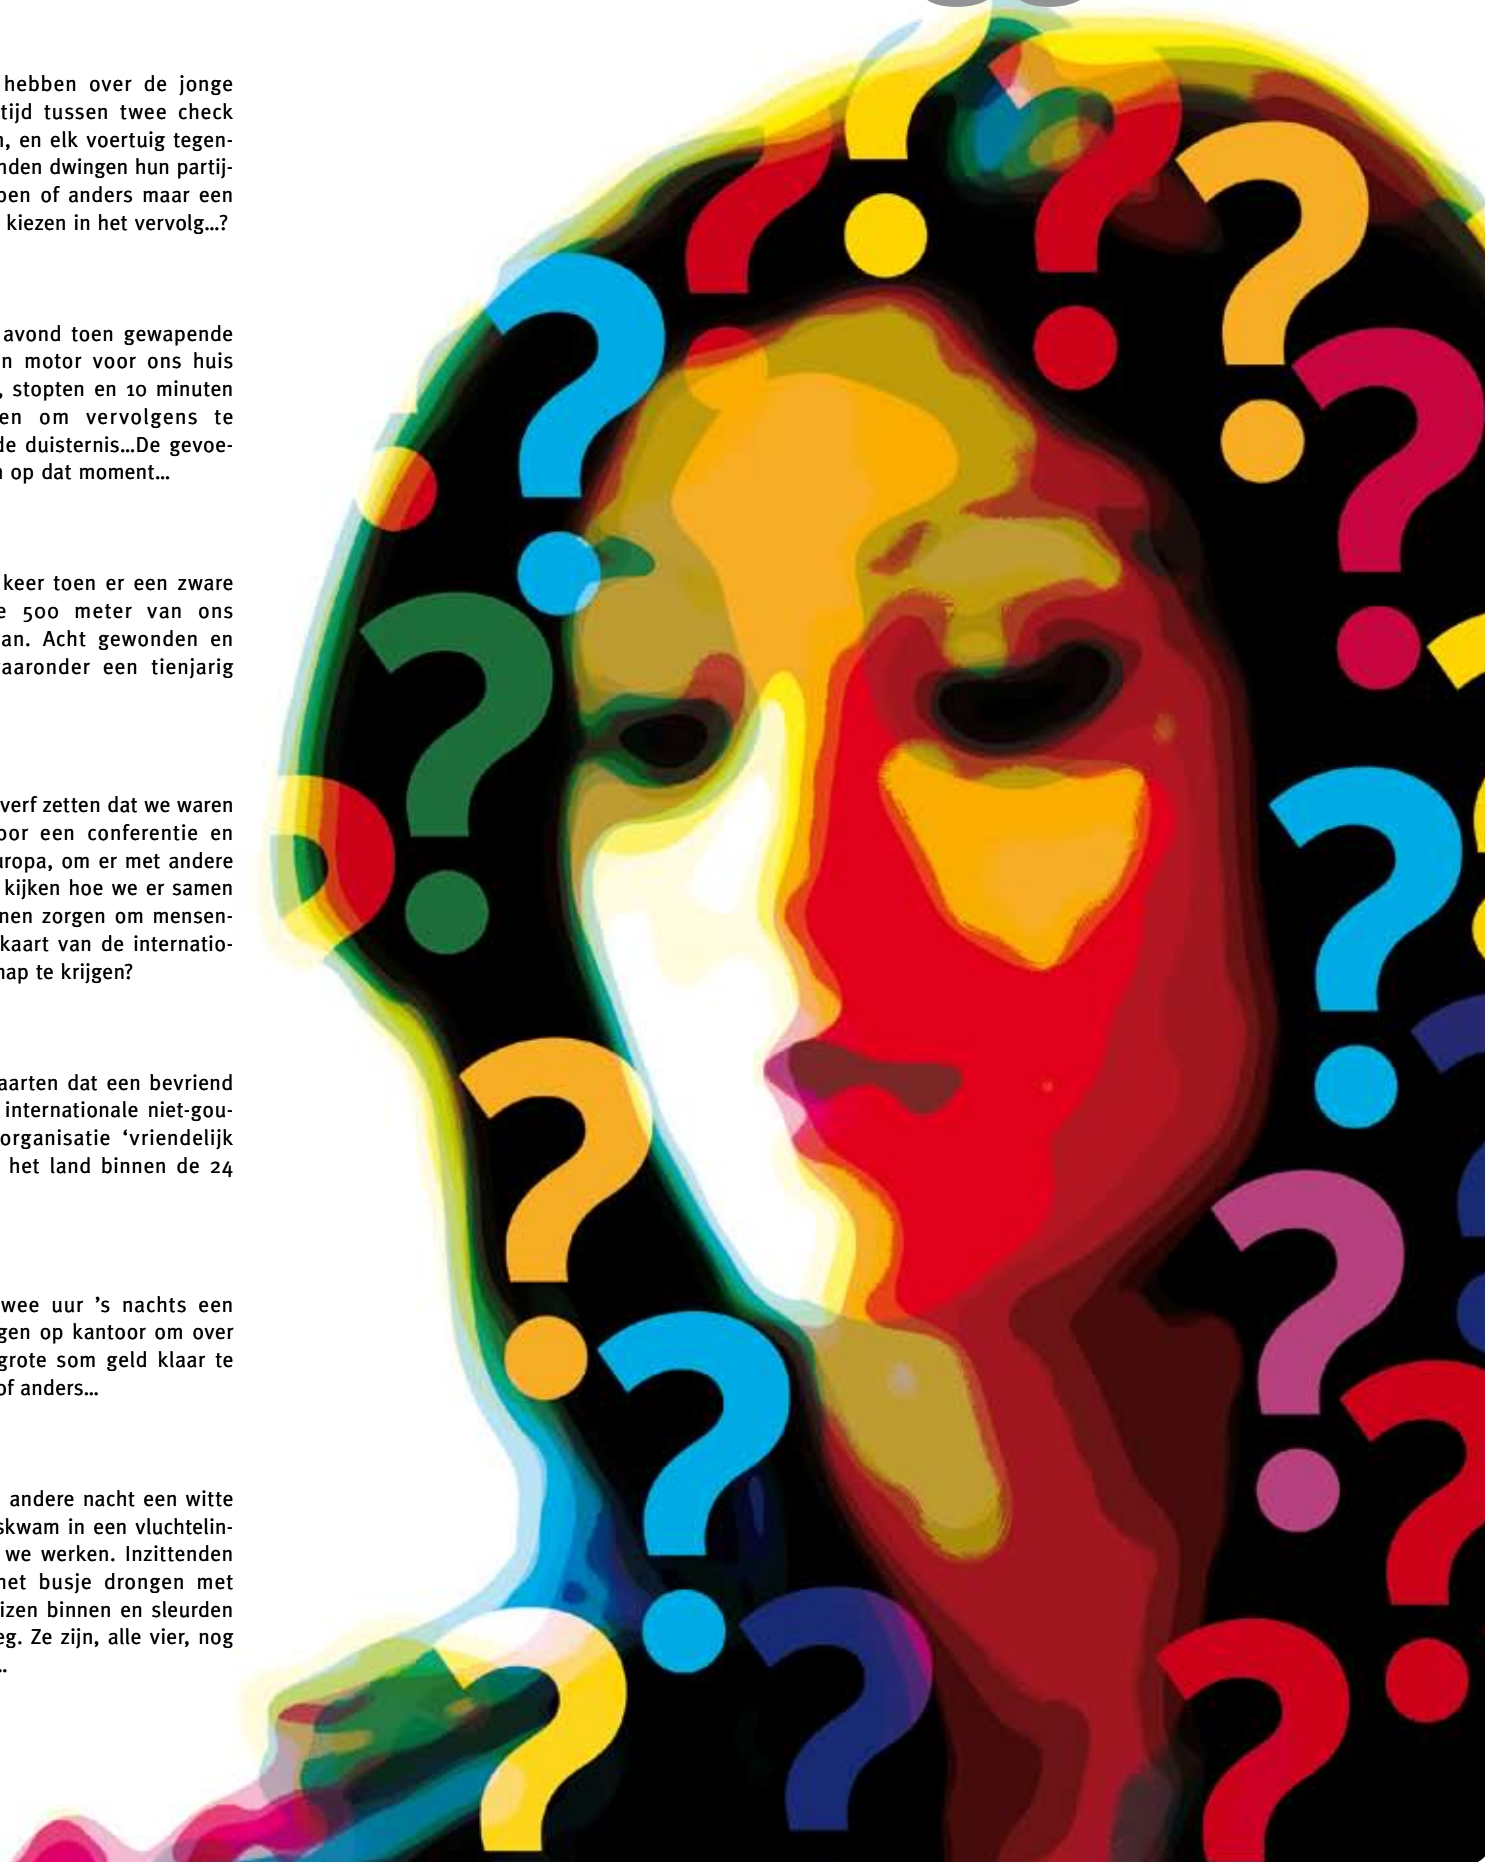 hebben over de jonge
tijd tussen twee check
n, en elk voertuig tegen-
nden dwingen hun partij-
pen of anders maar een
kiezen in het vervolg...?
avond toen gewapende
n motor voor ons huis
, stopten en 10 minuten
en om vervolgens te
de duisternis...De gevoe-
n op dat moment...
keer toen er een zware
e 500 meter van ons
an. Acht gewonden en
aaronder een tienjarig
verf zetten dat we waren
oor een conferentie en
uropa, om er met andere
kijken hoe we er samen
nen zorgen om mensen-
kaart van de internatio-
hap te krijgen?
aarten dat een bevriend
internationale niet-gou-
organisatie ‘vriendelijk
het land binnen de 24
wee uur ’s nachts een
gen op kantoor om over
grote som geld klaar te
of anders...
andere nacht een witte
skwam in een vluchtelin-
we werken. Inzittenden
het busje drongen met
izen binnen en sleurden
eg. Ze zijn, alle vier, nog
..
? ? ? ? ? ? ? ? ? ? ? ? ? ? ? ?